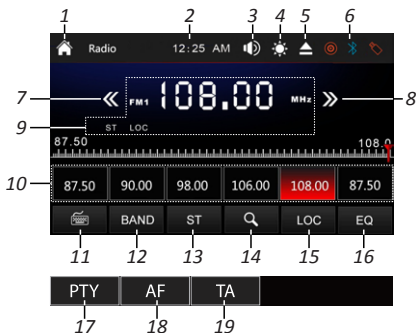 1 2 3 4 5 6
Radio 12:25 AM
7 FM1 108.00 MHz 8
9 ST LOC
87.50 108.0
10 87.50 90.00 98.00 106.00 108.00 87.50
BAND ST LOC EQ
11 12 13 14 15 16
PTY AF TA
17 18 19